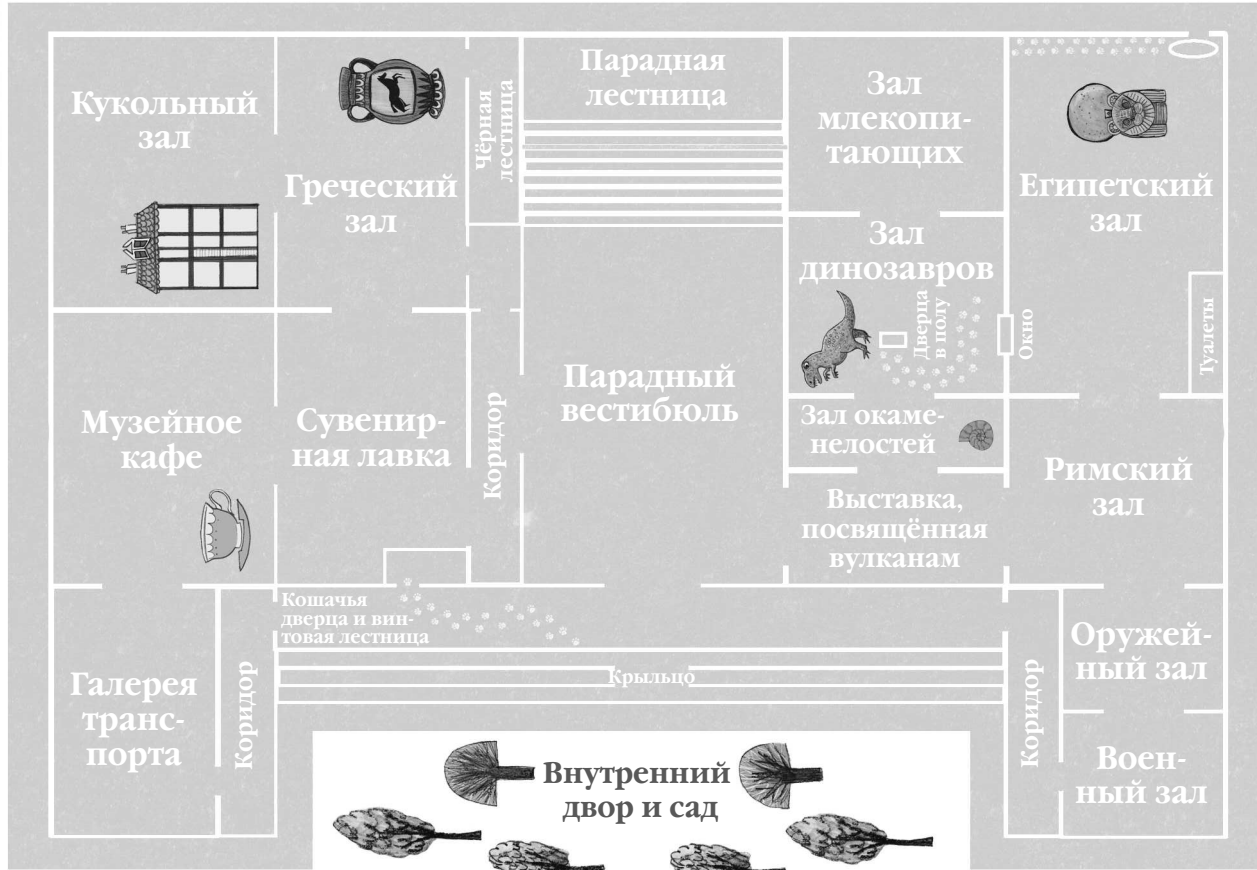 Кукольный
зал
Греческий
зал
Чёрная
лестница
Парадная
лестница
Зал
млекопи-
тающих
Египетский
зал
Зал
динозавров
Дверца
в полу
Окно
Туалеты
Музейное
кафе
Сувенир-
ная лавка
Коридор
Парадный
вестибюль
Зал окаме-
нелостей
Римский
зал
Выставка,
посвящённая
вулканам
Кошачья
дверца и вин-
товая лестница
Галерея
транс-
порта
Коридор
Крыльцо
Коридор
Оружей-
ный зал
Воен-
ный зал
Внутренний
двор и сад